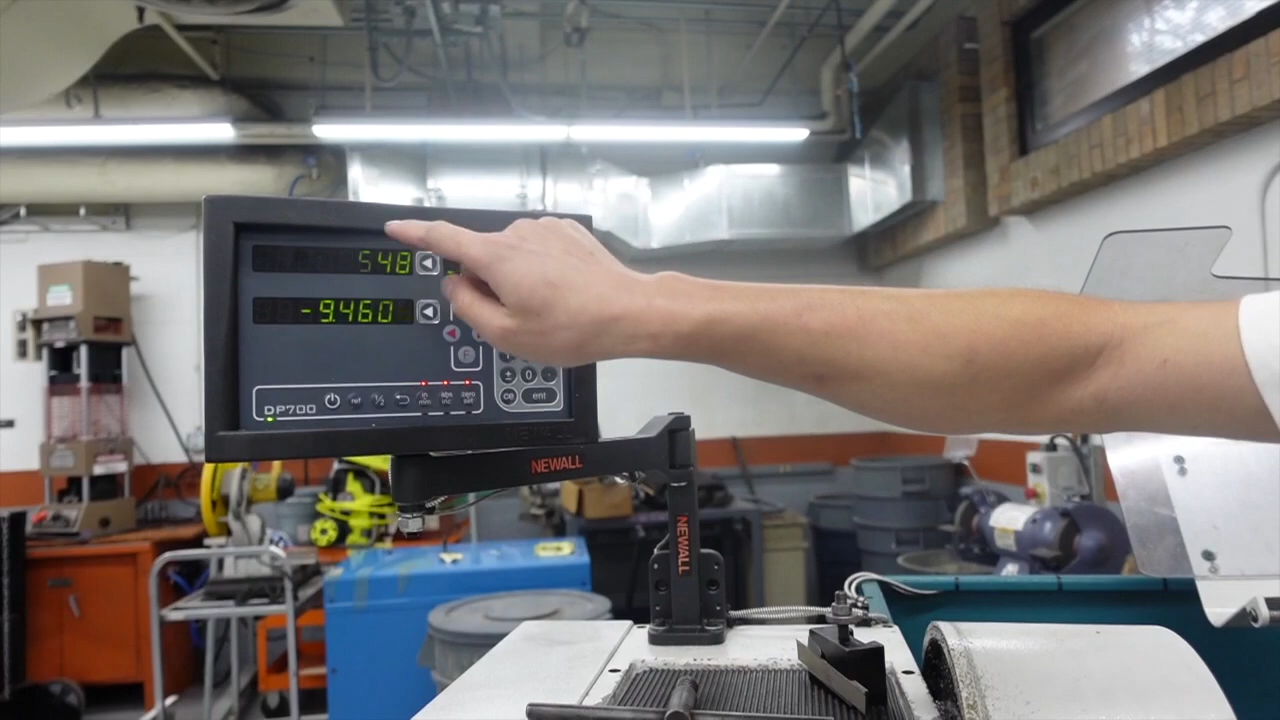 548
-9.460
± 0 .
ce ent
F
DP700 ref ½ in mm abs inc zero set
NEWALL
NEWALL